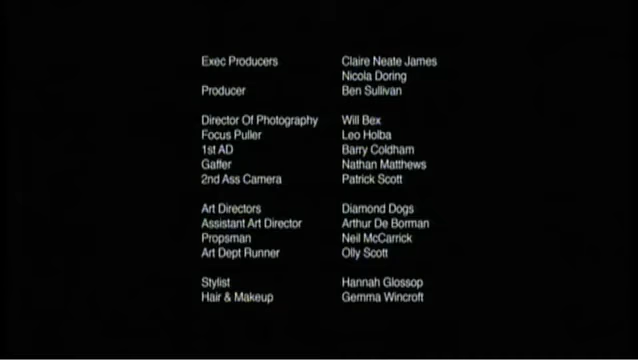 Exec Producers Claire Neate James
Nicola Doring
Producer Ben Sullivan
Director Of Photography Will Bex
Focus Puller Leo Holba
1st AD Barry Coldham
Gaffer Nathan Matthews
2nd Ass Camera Patrick Scott
Art Directors Diamond Dogs
Assistant Art Director Arthur De Borman
Propsman Neil McCarrick
Art Dept Runner Olly Scott
Stylist Hannah Glossop
Hair & Makeup Gemma Wincroft